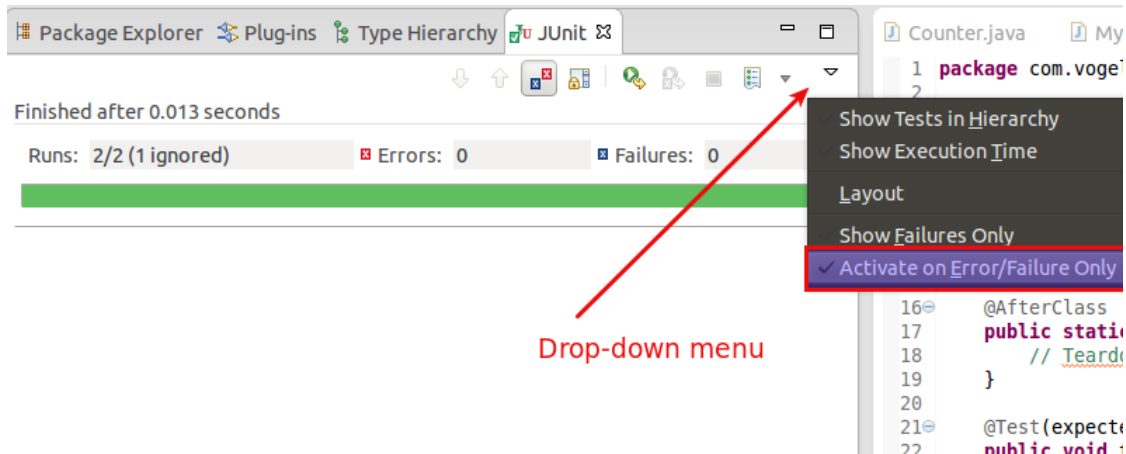 Package Explorer Plug-ins Type Hierarchy JUnit
Finished after 0.013 seconds
Runs: 2/2 (1 ignored) Errors: 0 Failures: 0
Drop-down menu
Show Tests in Hierarchy
Show Execution Time
Layout
Show Failures Only
Activate on Error/Failure Only
Counter.java My
1 package com.vogel
2
16 @AfterClass
17 public static
18 // Teardo
19 }
20
21 @Test(expecte
22 public void t